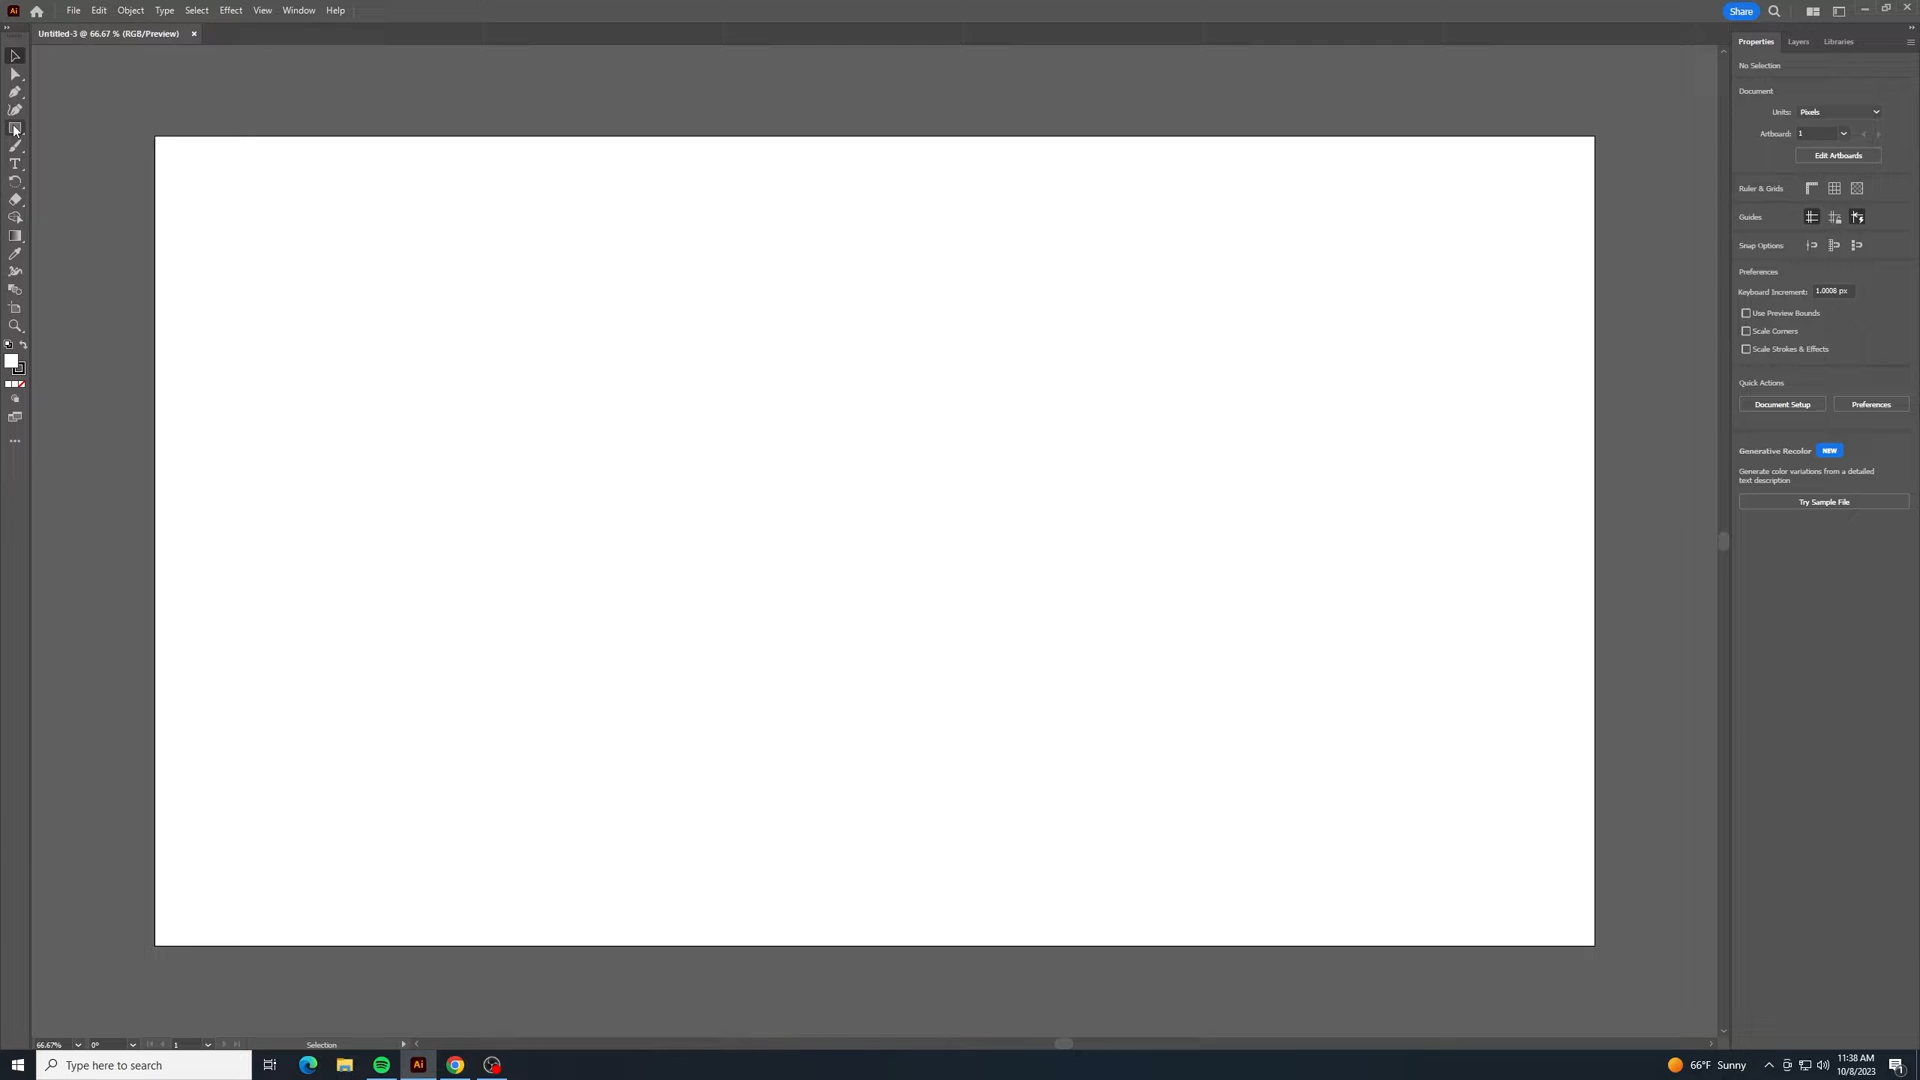 Ai File Edit Object Type Select Effect View Window Help Share
Untitled-3 @ 66.67 % (RGB/Preview) ×
Properties Layers Libraries
No Selection
Document
Units: Pixels
Artboard: 1
Edit Artboards
Ruler & Grids
Guides
Snap Options
Preferences
Keyboard Increment: 1.0008 px
Use Preview Bounds
Scale Corners
Scale Strokes & Effects
Quick Actions
Document Setup Preferences
Generative Recolor NEW
Generate color variations from a detailed
text description
Try Sample File
T
66.67% 0° 1 Selection
Type here to search Ai 66°F Sunny 11:38 AM
10/8/2023 1